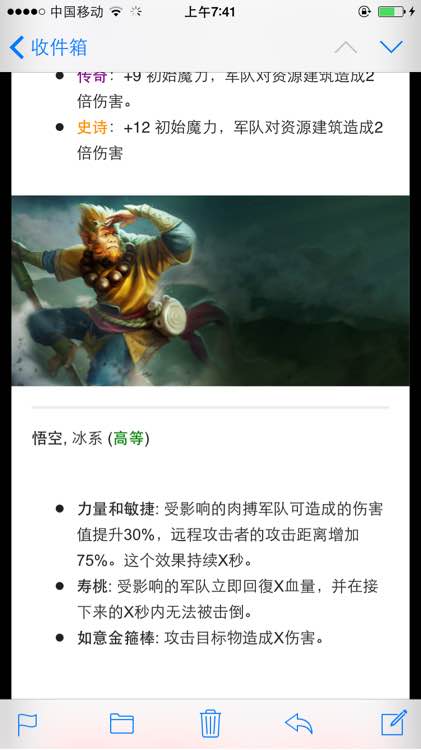 中国移动
上午7:41
收件箱
传奇：+9 初始魔力，军队对资源建筑造成2
倍伤害。
史诗：+12 初始魔力，军队对资源建筑造成2
倍伤害
悟空, 冰系 (高等)
力量和敏捷: 受影响的肉搏军队可造成的伤害
值提升30%，远程攻击者的攻击距离增加
75%。这个效果持续X秒。
寿桃: 受影响的军队立即回復X血量，并在接
下来的X秒内无法被击倒。
如意金箍棒: 攻击目标物造成X伤害。